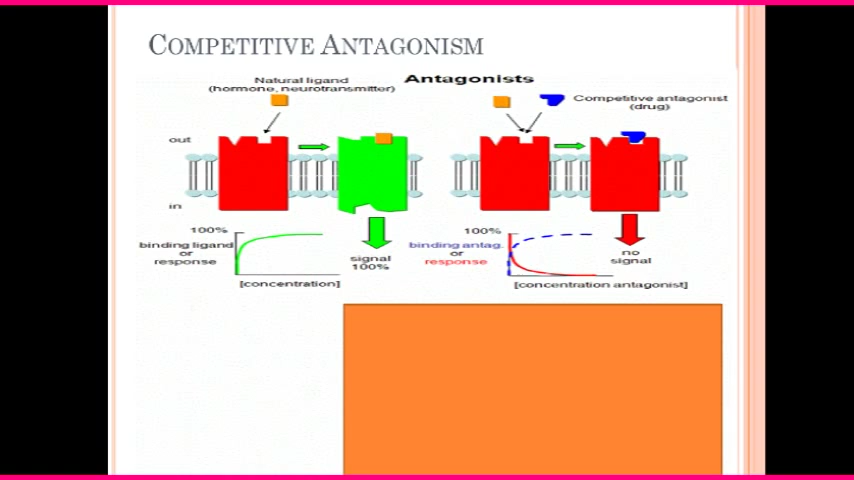 COMPETITIVE ANTAGONISM
Natural ligand
(hormone, neurotransmitter)
Antagonists
Competitive antagonist
(drug)
out
in
100%
binding ligand
or
response
[concentration]
signal
100%
100%
binding antag.
or
response
[concentration antagonist]
no
signal